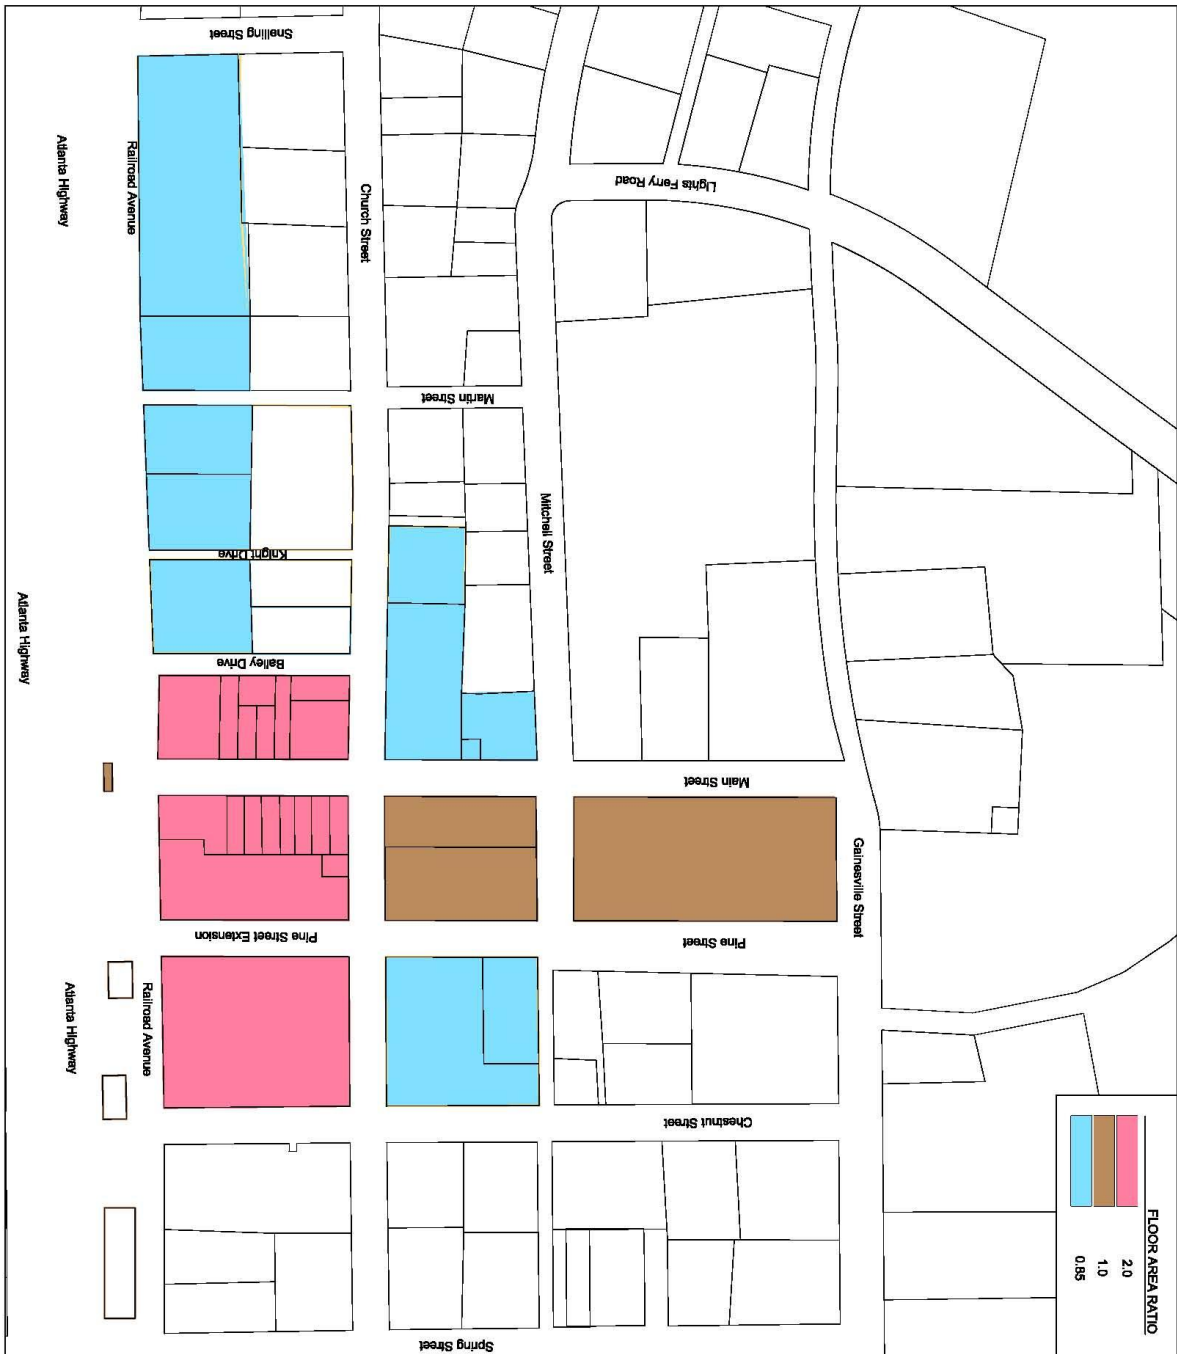 Snelling Street
Atlanta Highway
Railroad Avenue
Church Street
Lights Ferry Road
Martin Street
Mitchell Street
Knight Drive
Atlanta Highway
Bailey Drive
Main Street
Gainesville Street
Pine Street Extension
Pine Street
Atlanta Highway
Railroad Avenue
Chestnut Street
Spring Street
FLOOR AREA RATIO
2.0
1.0
0.85